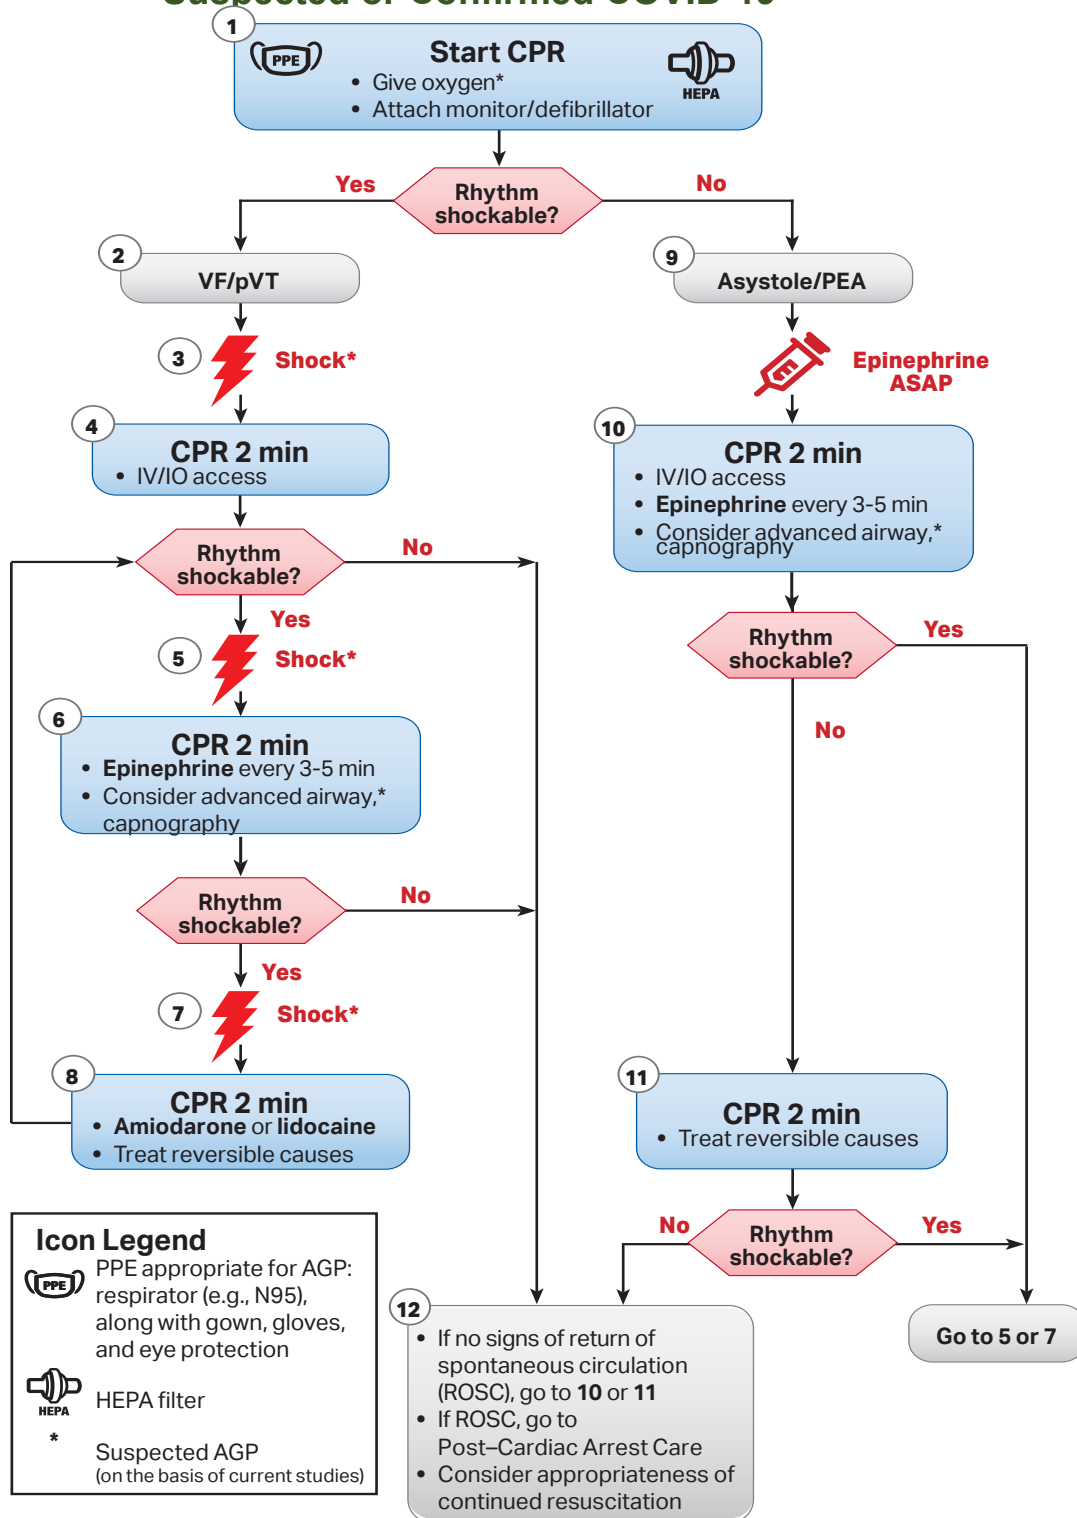 Suspected or Confirmed COVID-19
1
PPE
Start CPR
• Give oxygen*
• Attach monitor/defibrillator
HEPA
Yes
Rhythm
shockable?
No
2
VF/pVT
9
Asystole/PEA
3
Shock*
Epinephrine
ASAP
4
CPR 2 min
• IV/IO access
10
CPR 2 min
• IV/IO access
• Epinephrine every 3-5 min
• Consider advanced airway,*
capnography
Rhythm
shockable?
No
Yes
5
Shock*
Rhythm
shockable?
Yes
No
6
CPR 2 min
• Epinephrine every 3-5 min
• Consider advanced airway,*
capnography
Rhythm
shockable?
No
Yes
7
Shock*
8
CPR 2 min
• Amiodarone or lidocaine
• Treat reversible causes
11
CPR 2 min
• Treat reversible causes
No
Rhythm
shockable?
Yes
Icon Legend
PPE
PPE appropriate for AGP:
respirator (e.g., N95),
along with gown, gloves,
and eye protection
HEPA
HEPA filter
*
Suspected AGP
(on the basis of current studies)
12
• If no signs of return of
spontaneous circulation
(ROSC), go to 10 or 11
• If ROSC, go to
Post–Cardiac Arrest Care
• Consider appropriateness of
continued resuscitation
Go to 5 or 7